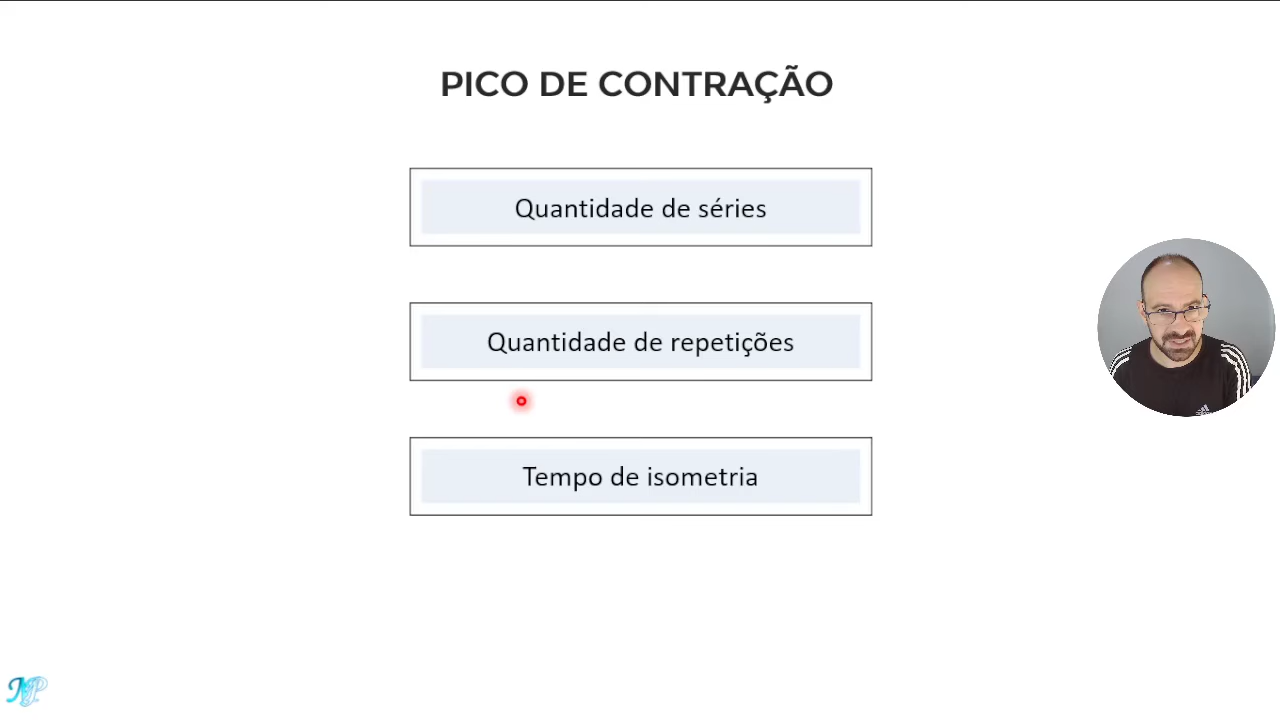 PICO DE CONTRAÇÃO
Quantidade de séries
Quantidade de repetições
Tempo de isometria